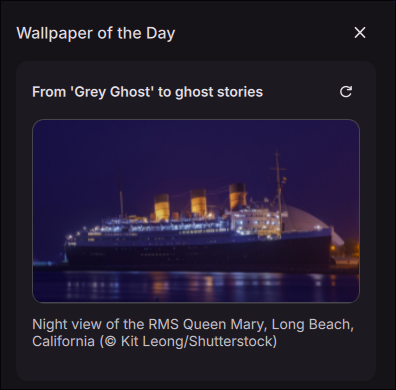 Wallpaper of the Day
From 'Grey Ghost' to ghost stories
Night view of the RMS Queen Mary, Long Beach,
California (© Kit Leong/Shutterstock)